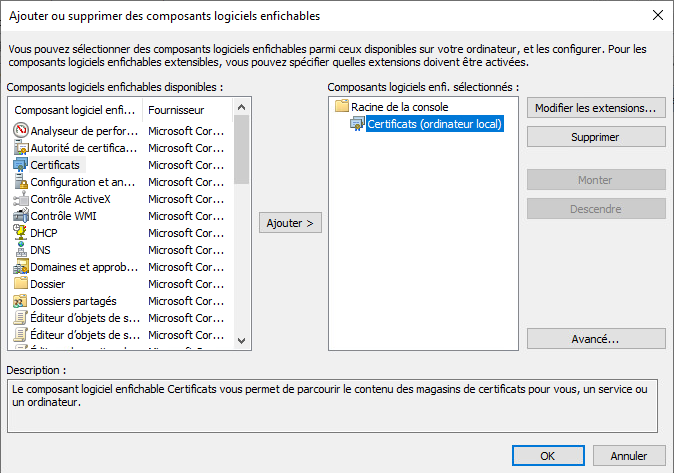 Ajouter ou supprimer des composants logiciels enfichables
Vous pouvez sélectionner des composants logiciels enfichables parmi ceux disponibles sur votre ordinateur, et les configurer. Pour les
composants logiciels enfichables extensibles, vous pouvez spécifier quelles extensions doivent être activées.
Composants logiciels enfichables disponibles :
Composant logiciel enfi... Fournisseur
Analyseur de perfor... Microsoft Cor...
Autorité de certifica... Microsoft Cor...
Certificats Microsoft Cor...
Configuration et an... Microsoft Cor...
Contrôle ActiveX Microsoft Cor...
Contrôle WMI Microsoft Cor...
DHCP Microsoft Cor...
DNS Microsoft Cor...
Domaines et approb... Microsoft Cor...
Dossier Microsoft Cor...
Dossiers partagés Microsoft Cor...
Éditeur d'objets de s... Microsoft Cor...
Éditeur d'objets de s... Microsoft Cor...
Ajouter >
Composants logiciels enfi. sélectionnés :
Racine de la console
Certificats (ordinateur local)
Modifier les extensions...
Supprimer
Monter
Descendre
Avancé...
Description :
Le composant logiciel enfichable Certificats vous permet de parcourir le contenu des magasins de certificats pour vous, un service ou
un ordinateur.
OK
Annuler